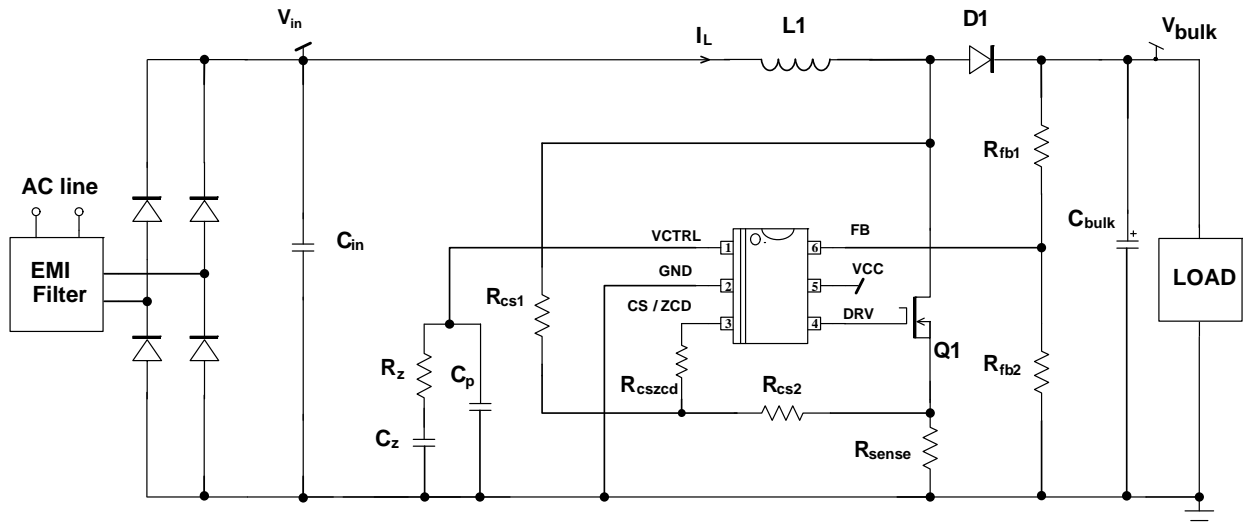 Vin
IL
L1
D1
Vbulk
Rfb1
AC line
Cin
VCTRL
FB
Cbulk
+
1
6
EMI
Filter
GND
VCC
LOAD
Rcs1
2
5
CS / ZCD
DRV
3
4
Q1
Rz
Cp
Rcszcd
Rcs2
Rfb2
Cz
Rsense